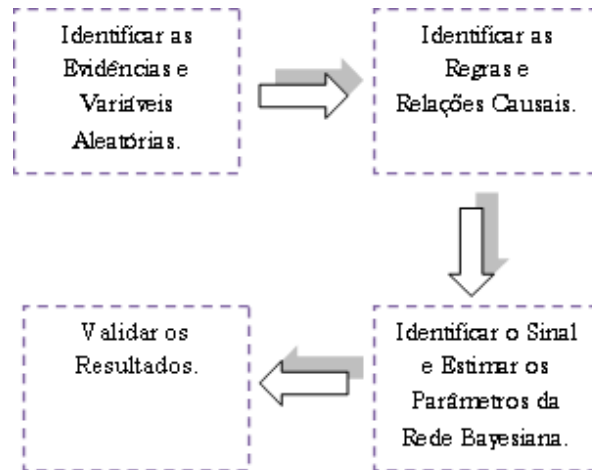 Identificar as
Evidências e
Variáveis
Aleatórias.
Identificar as
Regras e
Relações Causais.
Identificar o Sinal
e Estimar os
Parâmetros da
Rede Bayesiana.
Validar os
Resultados.